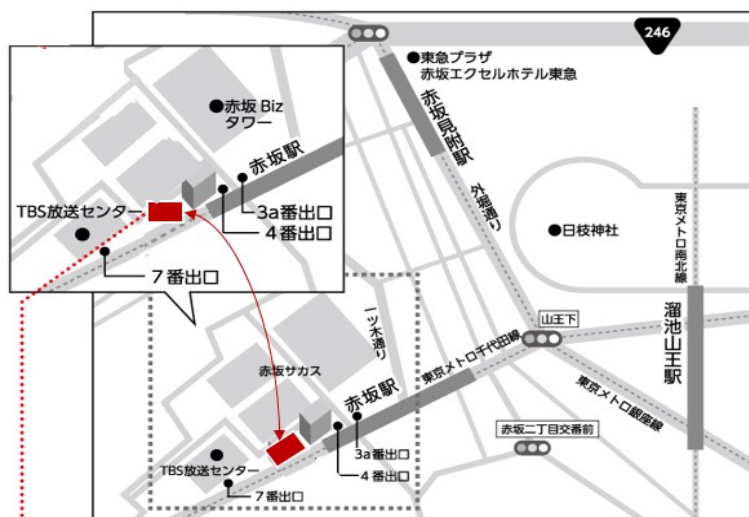 246
東急プラザ
赤坂エクセルホテル東急
赤坂見附駅
外堀通り
赤坂 Biz
タワー
赤坂駅
3a番出口
4番出口
TBS放送センター
7番出口
日枝神社
東京メトロ南北線
溜池山王駅
山王下
一ツ木通り
東京メトロ千代田線
赤坂サカス
赤坂駅
東京メトロ銀座線
赤坂二丁目交番前
3a番出口
4番出口
TBS放送センター
7番出口